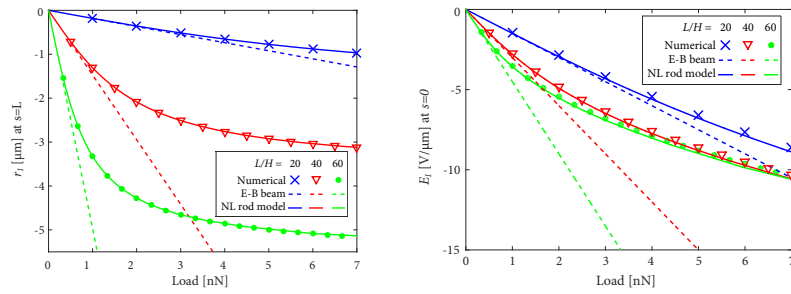 0
-1
-2
-3
-4
-5
0 1 2 3 4 5 6 7
Load [nN]
r1 [μm] at s=L
L/H = 20 40 60
Numerical
E-B beam
NL rod model
0
-5
-10
-15
0 1 2 3 4 5 6 7
Load [nN]
E1 [V/μm] at s=0
L/H = 20 40 60
Numerical
E-B beam
NL rod model